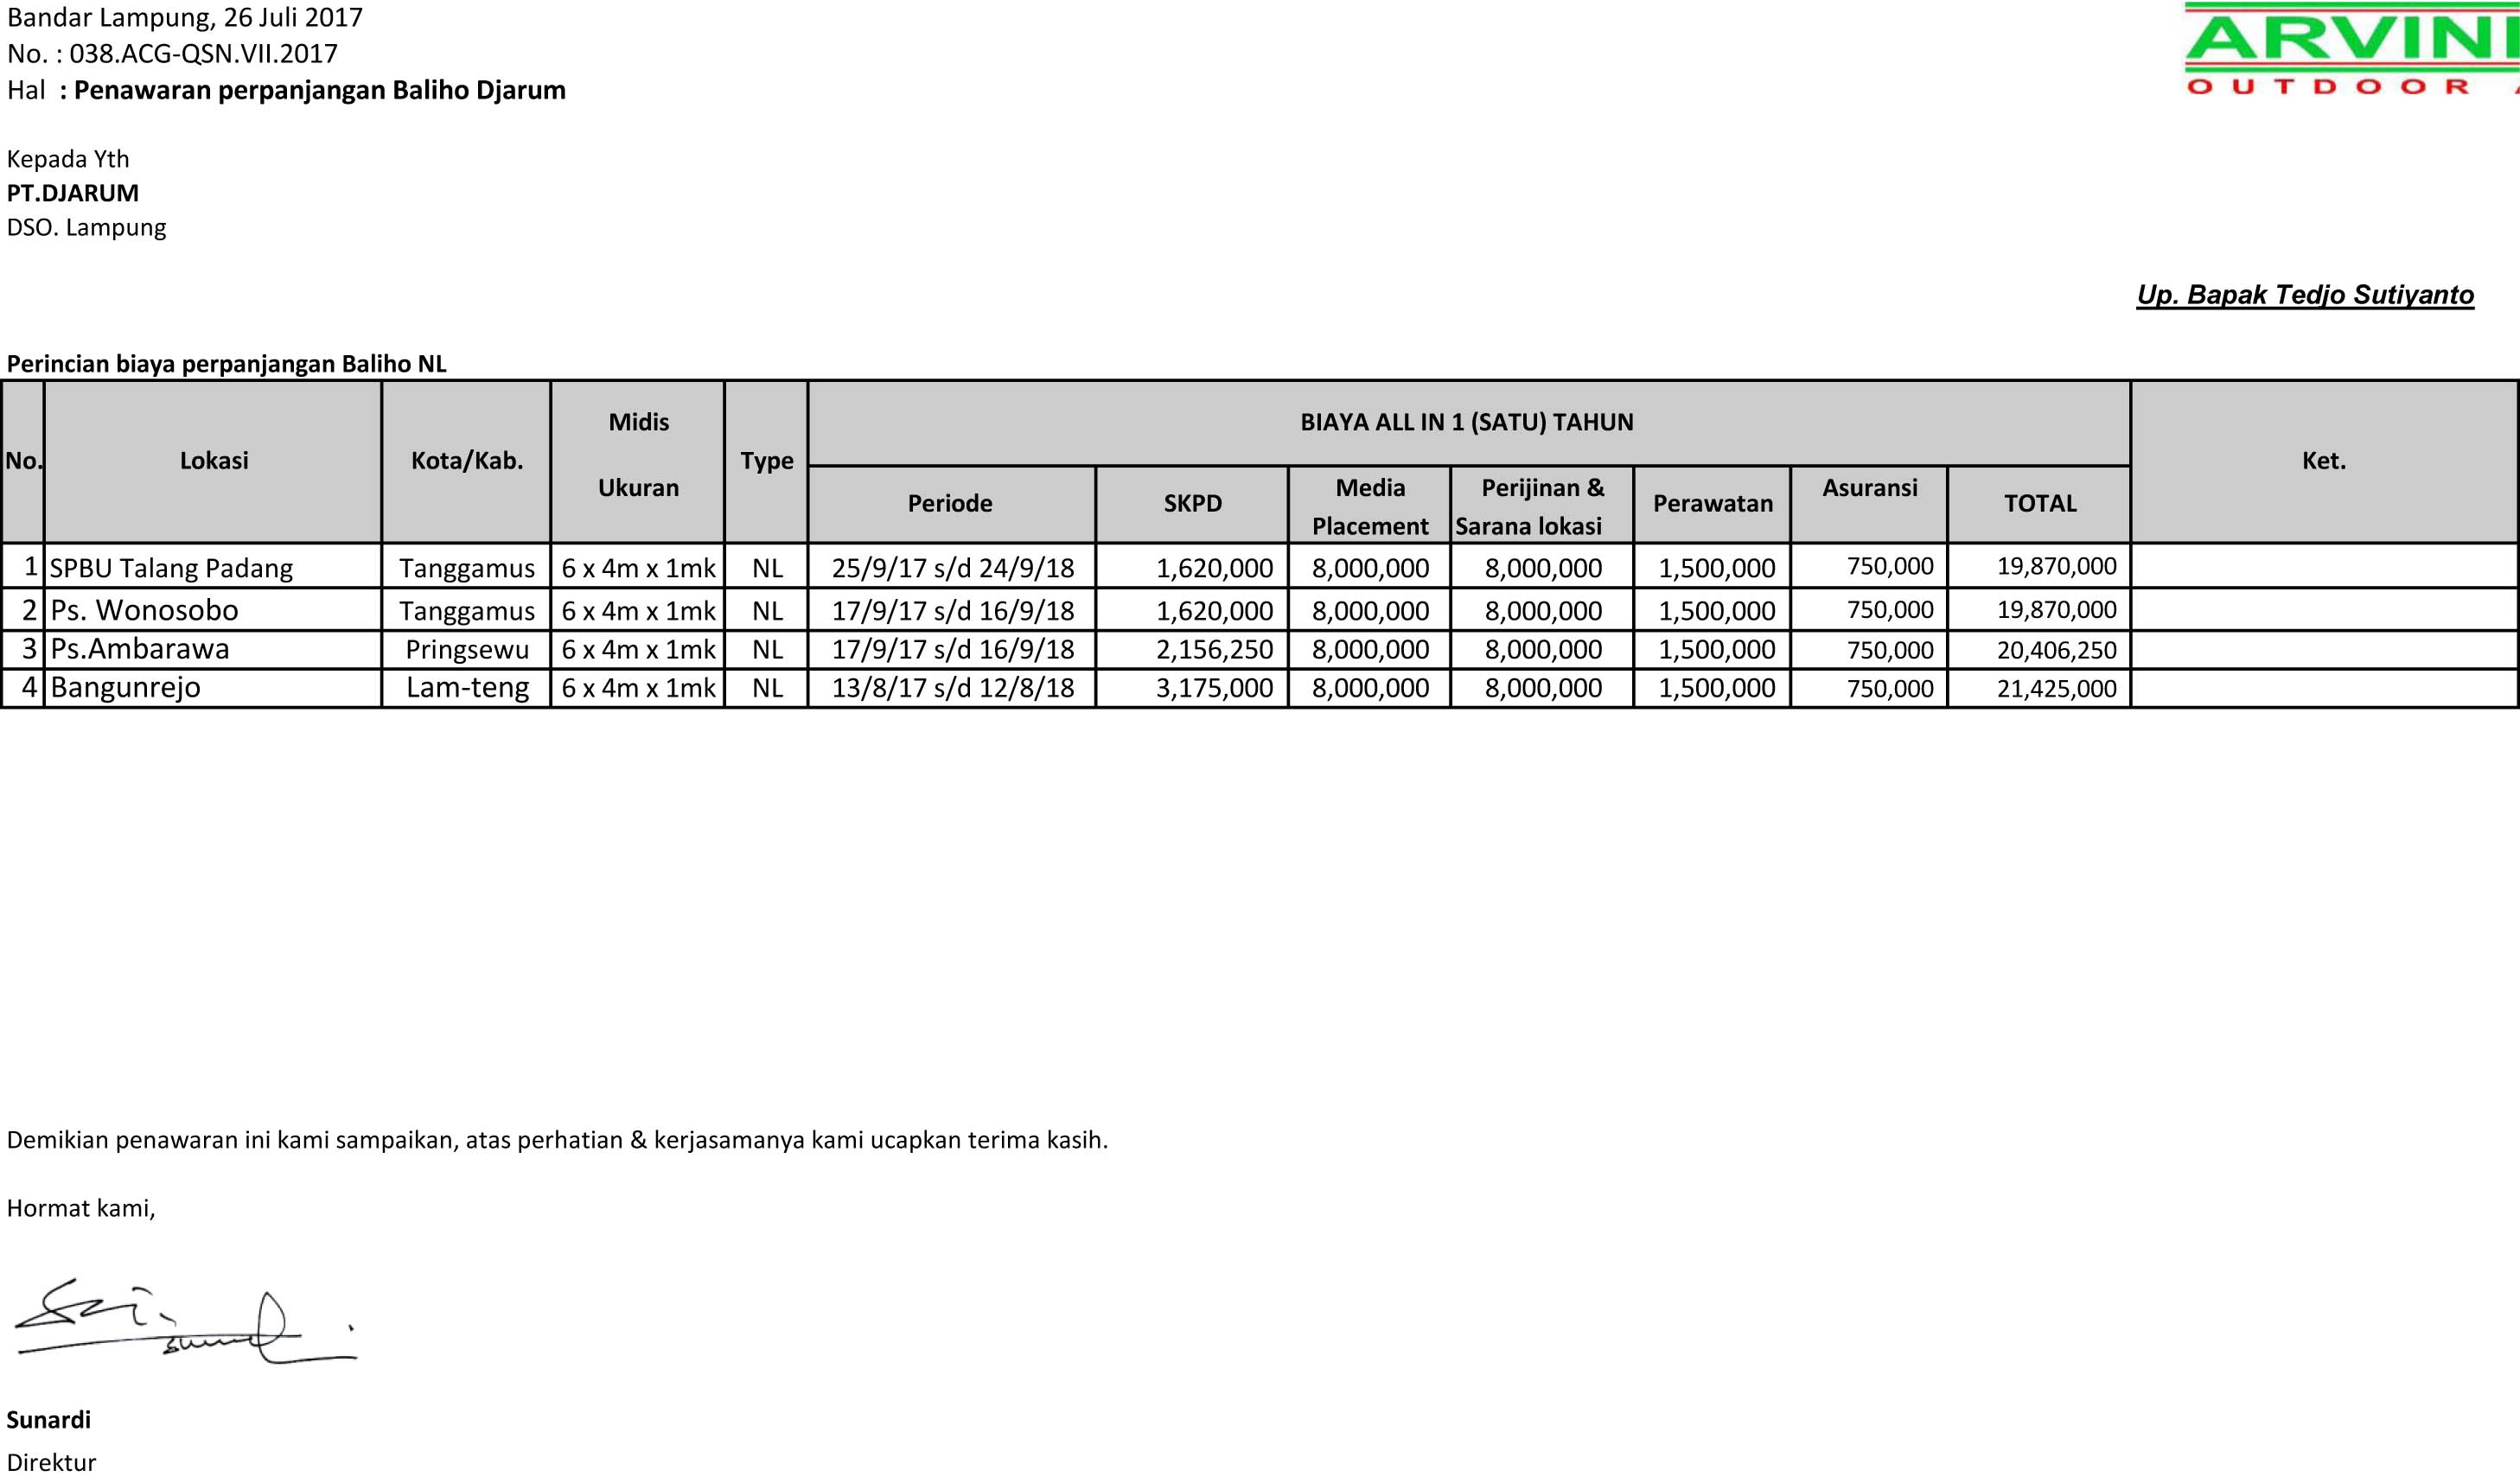 Bandar Lampung, 26 Juli 2017
No. : 038.ACG-QSN.VII.2017
Hal : Penawaran perpanjangan Baliho Djarum
ARVIN
OUTDOOR
Kepada Yth
PT.DJARUM
DSO. Lampung
Up. Bapak Tedjo Sutiyanto
Perincian biaya perpanjangan Baliho NL
No. Lokasi Kota/Kab. Midis Ukuran Type BIAYA ALL IN 1 (SATU) TAHUN Ket.
Periode SKPD Media Placement Perijinan & Sarana lokasi Perawatan Asuransi TOTAL
1 SPBU Talang Padang Tanggamus 6 x 4m x 1mk NL 25/9/17 s/d 24/9/18 1,620,000 8,000,000 8,000,000 1,500,000 750,000 19,870,000
2 Ps. Wonosobo Tanggamus 6 x 4m x 1mk NL 17/9/17 s/d 16/9/18 1,620,000 8,000,000 8,000,000 1,500,000 750,000 19,870,000
3 Ps.Ambarawa Pringsewu 6 x 4m x 1mk NL 17/9/17 s/d 16/9/18 2,156,250 8,000,000 8,000,000 1,500,000 750,000 20,406,250
4 Bangunrejo Lam-teng 6 x 4m x 1mk NL 13/8/17 s/d 12/8/18 3,175,000 8,000,000 8,000,000 1,500,000 750,000 21,425,000
Demikian penawaran ini kami sampaikan, atas perhatian & kerjasamanya kami ucapkan terima kasih.
Hormat kami,
Sunardi
Direktur